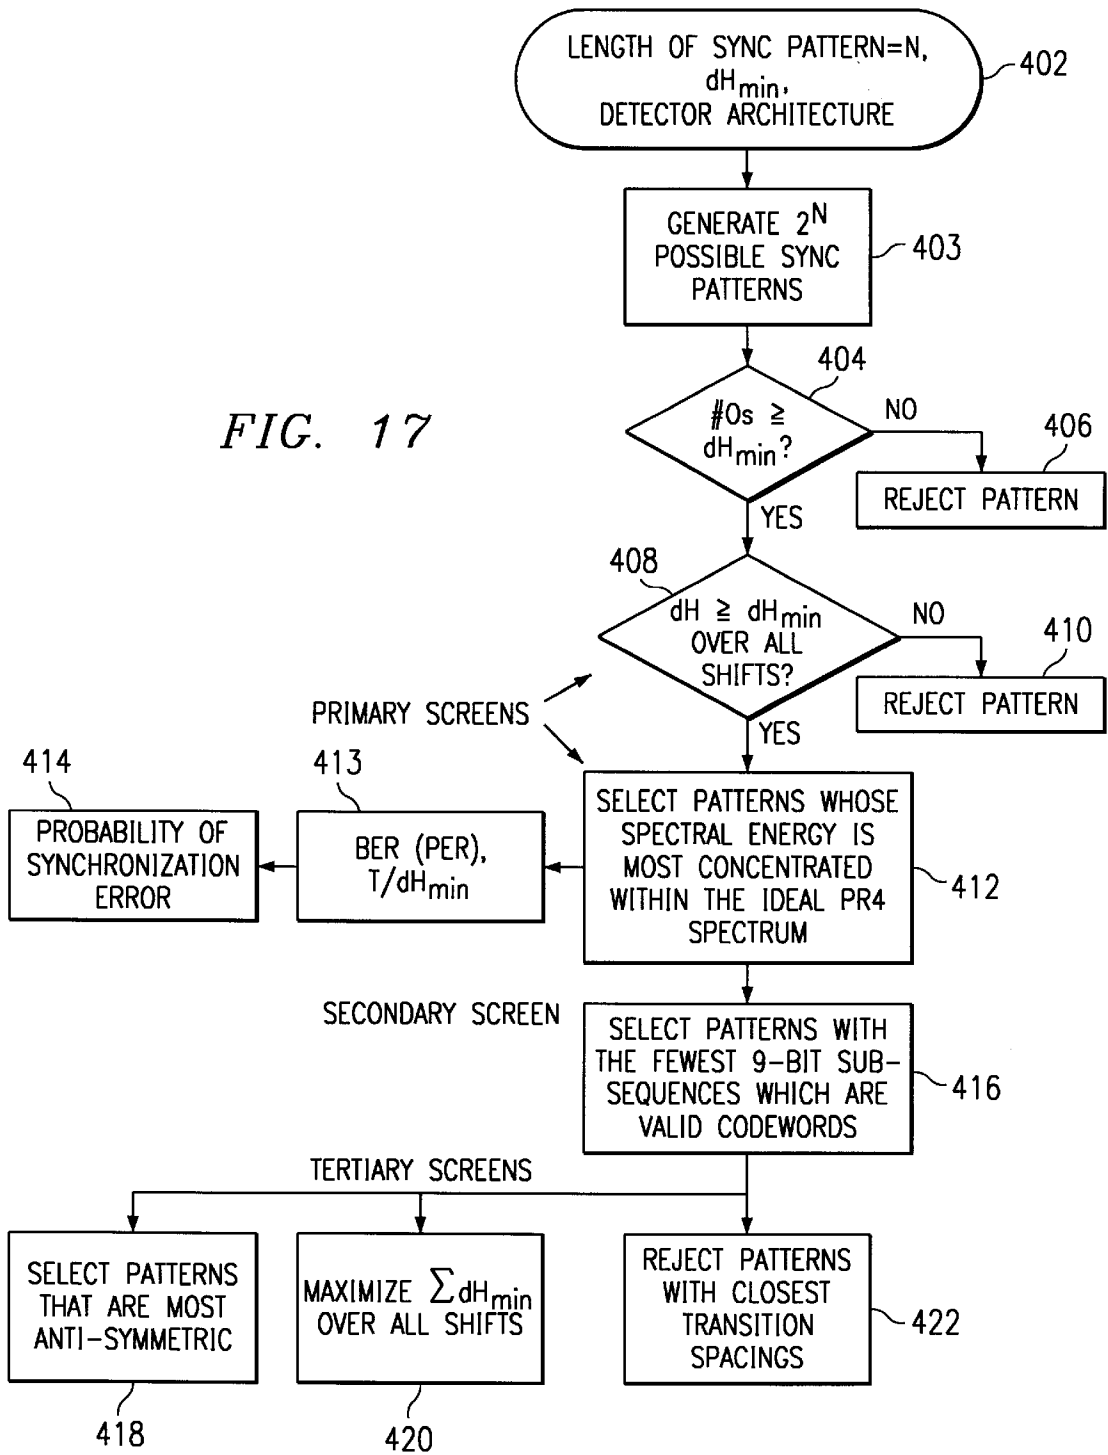 LENGTH OF SYNC PATTERN=N,
dHmin,
DETECTOR ARCHITECTURE
402
GENERATE 2^N
POSSIBLE SYNC
PATTERNS
403
404
#0s ≧
dHmin?
NO
406
REJECT PATTERN
FIG. 17
YES
408
dH ≧ dHmin
OVER ALL
SHIFTS?
NO
410
REJECT PATTERN
PRIMARY SCREENS
YES
414
PROBABILITY OF
SYNCHRONIZATION
ERROR
413
BER (PER),
T/dHmin
SELECT PATTERNS WHOSE
SPECTRAL ENERGY IS
MOST CONCENTRATED
WITHIN THE IDEAL PR4
SPECTRUM
412
SECONDARY SCREEN
SELECT PATTERNS WITH
THE FEWEST 9-BIT SUB-
SEQUENCES WHICH ARE
VALID CODEWORDS
416
TERTIARY SCREENS
SELECT PATTERNS
THAT ARE MOST
ANTI-SYMMETRIC
418
MAXIMIZE ∑dHmin
OVER ALL SHIFTS
420
REJECT PATTERNS
WITH CLOSEST
TRANSITION
SPACINGS
422